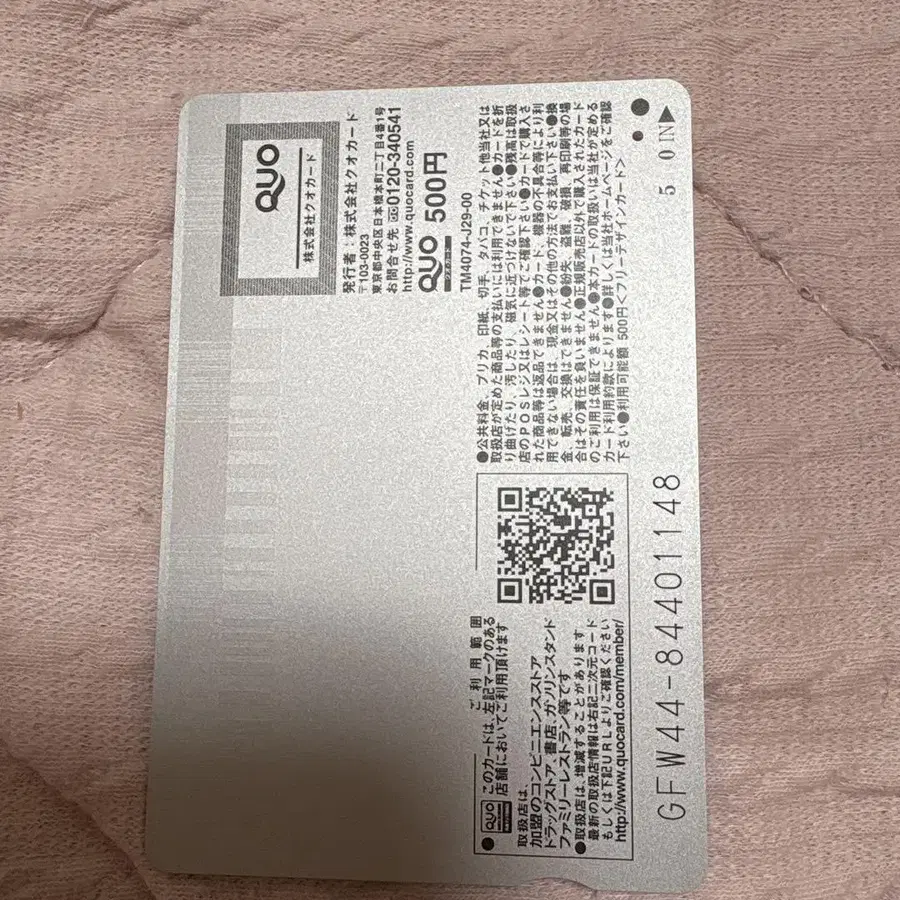 QUO
株式会社クオカード
発行者：株式会社クオカード
〒103-0023
東京都中央区日本橋本町二丁目4番1号
お問合せ先 0120-340541
http://www.quocard.com
QUO 500円
TM4074-J29-00
●公共料金、プリカ、印紙、切手、タバコ、チケット他当社又は
取扱店が定めた商品等の支払いには利用できません●カードを折
り曲げたり、汚したり、磁気に近づけないで下さい●残高は取扱
店のPOSレジ又はレシート等でご確認下さい●カードで購入さ
れた商品等は返品できません●カード、機器の不具合等により利
用できない場合は、現金又はその他の方法でお支払い下さい●換
金、転売、交換はできません●紛失、盗難、破損、再印刷等の場
合はその責任を負いません●正規販売店以外で購入されたカード
のご利用は保証できません●本カードの取扱いは当社が定める
カード利用約款によります●詳しくは当社ホームページをご確認
下さい●利用可能額 500円<フリーデザインカード>
5 0 IN▶
ご利用範囲
●QUO このカードは、左記マークのある
店舗においてご利用頂けます
取扱店は、
加盟のコンビニエンスストア
ドラッグストア、書店、ガソリンスタンド
ファミリーレストラン等です
●取扱店は、増減することがあります
最新の取扱店情報は右記二次元コード
もしくは下記URLよりご確認ください
http://www.quocard.com/member/
GFW44-84401148